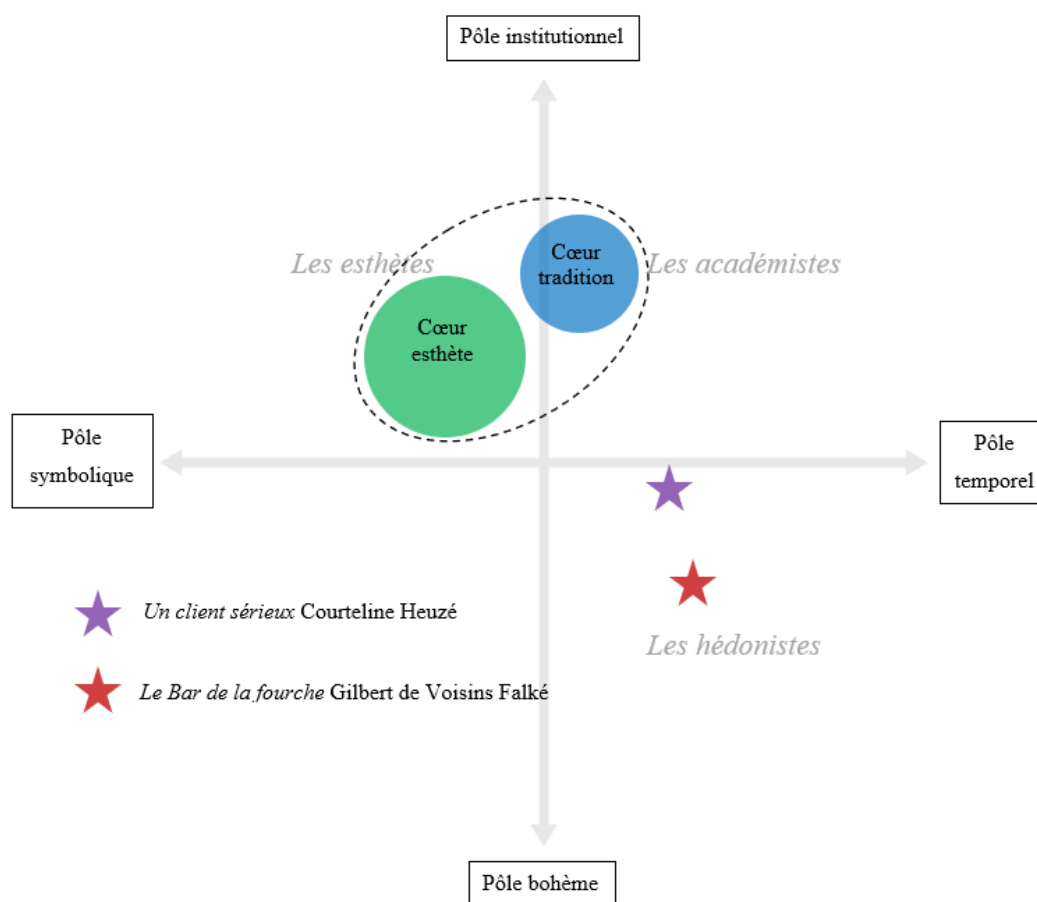 Pôle institutionnel
Cœur
tradition
Les esthètes
Les académistes
Cœur
esthète
Pôle
symbolique
Pôle
temporel
Un client sérieux Courteline Heuzé
Les hédonistes
Le Bar de la fourche Gilbert de Voisins Falké
Pôle bohème